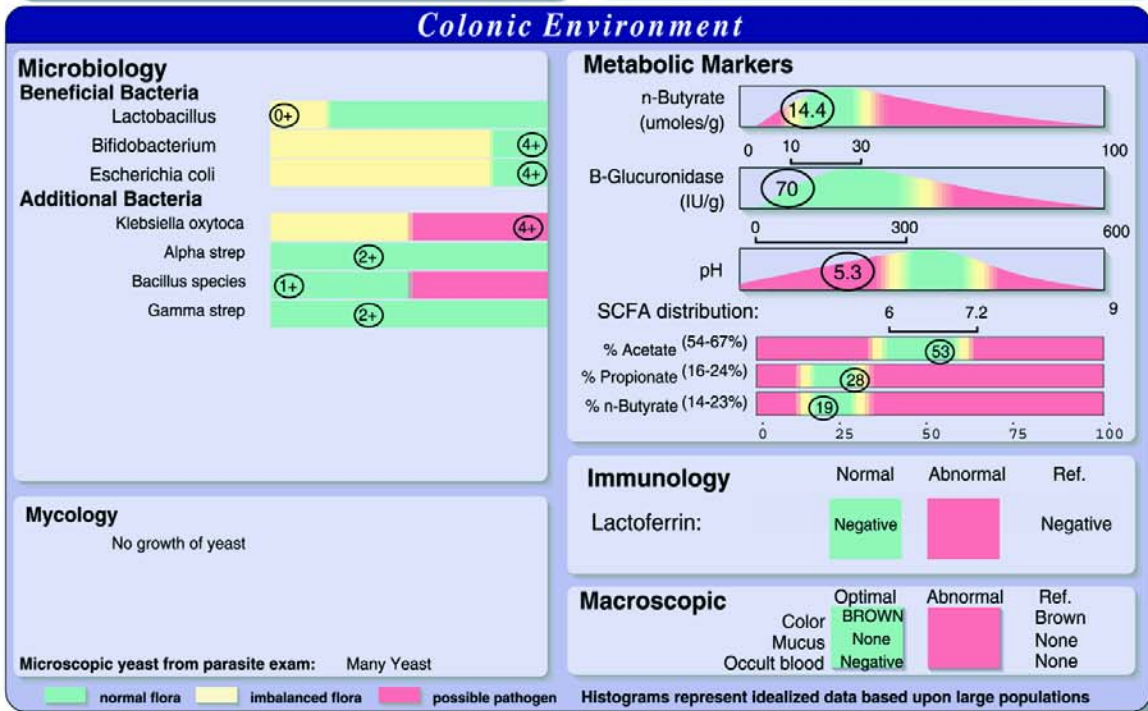 Colonic Environment
Microbiology
Beneficial Bacteria
Lactobacillus 0+
Bifidobacterium 4+
Escherichia coli 4+
Additional Bacteria
Klebsiella oxytoca 4+
Alpha strep 2+
Bacillus species 1+
Gamma strep 2+
Mycology
No growth of yeast
Microscopic yeast from parasite exam: Many Yeast
Metabolic Markers
n-Butyrate 14.4
(umoles/g)
0 10 30 100
B-Glucuronidase 70
(IU/g)
0 300 600
pH 5.3
SCFA distribution: 6 7.2 9
% Acetate (54-67%) 53
% Propionate (16-24%) 28
% n-Butyrate (14-23%) 19
0 25 50 75 100
Immunology Normal Abnormal Ref.
Lactoferrin: Negative Negative
Macroscopic Optimal Abnormal Ref.
Color BROWN Brown
Mucus None None
Occult blood Negative None
normal flora imbalanced flora possible pathogen Histograms represent idealized data based upon large populations